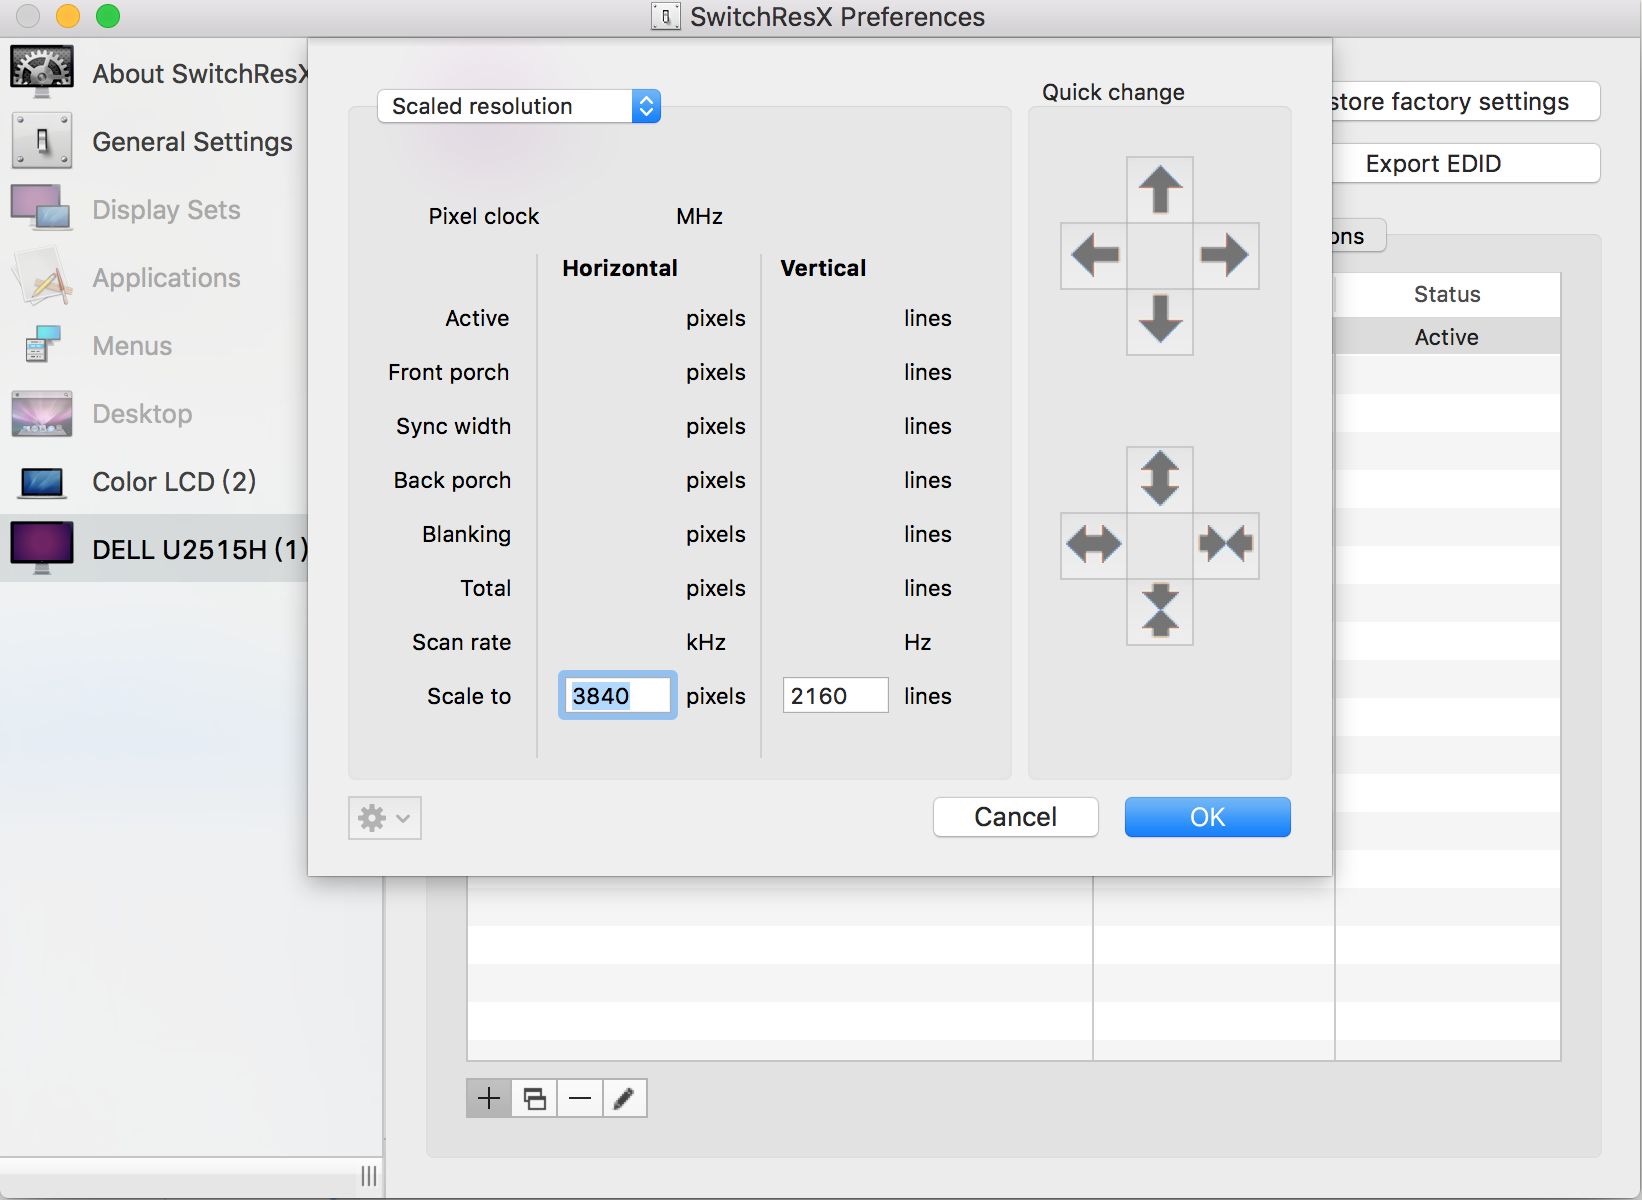 SwitchResX Preferences
About SwitchResX
General Settings
Display Sets
Applications
Menus
Desktop
Color LCD (2)
DELL U2515H (1)
Scaled resolution
Pixel clock MHz
Horizontal Vertical
Active pixels lines
Front porch pixels lines
Sync width pixels lines
Back porch pixels lines
Blanking pixels lines
Total pixels lines
Scan rate kHz Hz
Scale to 3840 pixels 2160 lines
Quick change
Cancel OK
store factory settings
Export EDID
ons
Status
Active